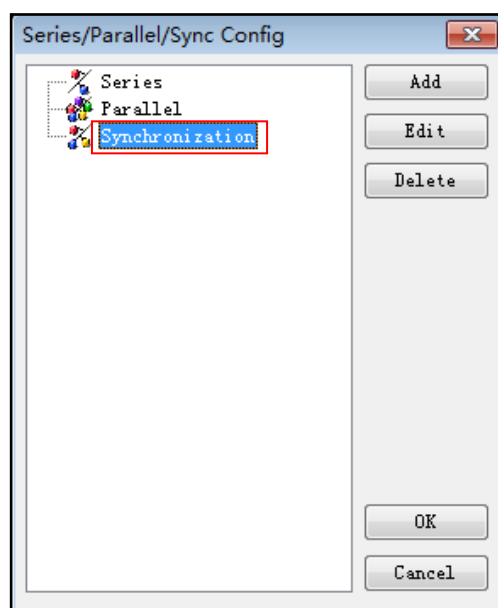 Series/Parallel/Sync Config
Series
Parallel
Synchronization
Add
Edit
Delete
OK
Cancel